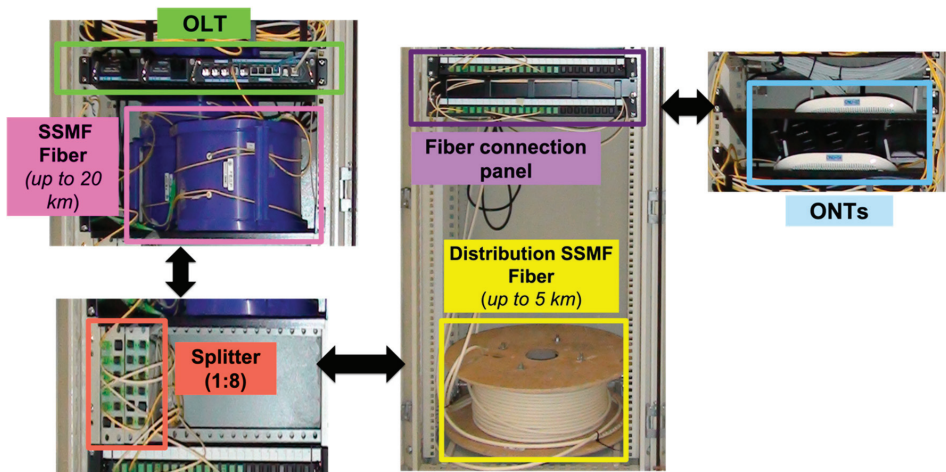 OLT
SSMF
Fiber
(up to 20
km)
Splitter
(1:8)
Fiber connection
panel
Distribution SSMF
Fiber
(up to 5 km)
ONTs